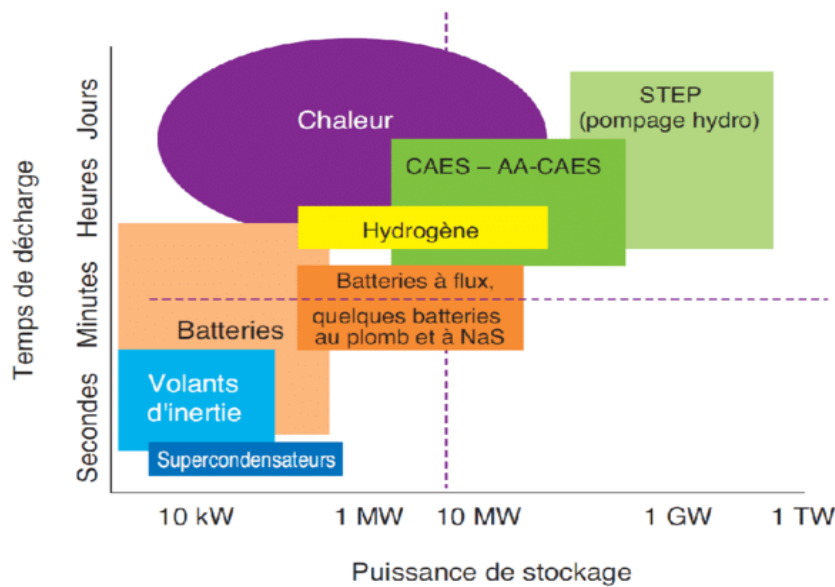 Temps de décharge
Jours
Heures
Minutes
Secondes
Chaleur
STEP
(pompage hydro)
CAES – AA-CAES
Hydrogène
Batteries à flux,
quelques batteries
au plomb et à NaS
Batteries
Volants
d'inertie
Supercondensateurs
10 kW
1 MW
10 MW
1 GW
1 TW
Puissance de stockage